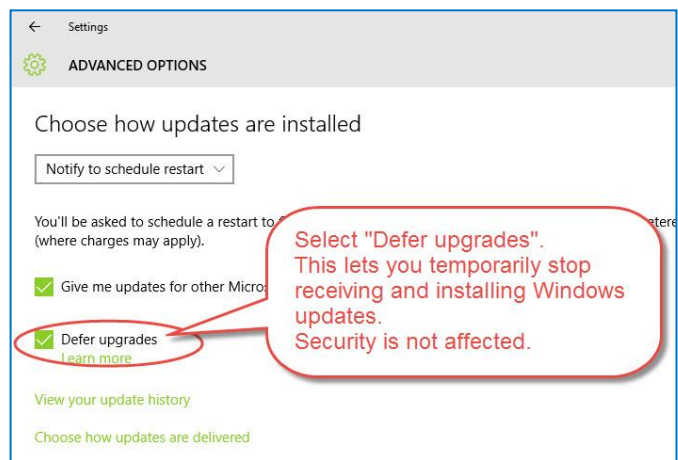 Settings
ADVANCED OPTIONS
Choose how updates are installed
Notify to schedule restart
You'll be asked to schedule a restart to
(where charges may apply).
Select "Defer upgrades".
This lets you temporarily stop
receiving and installing Windows
updates.
Security is not affected.
Give me updates for other
Defer upgrades
Learn more
View your update history
Choose how updates are delivered